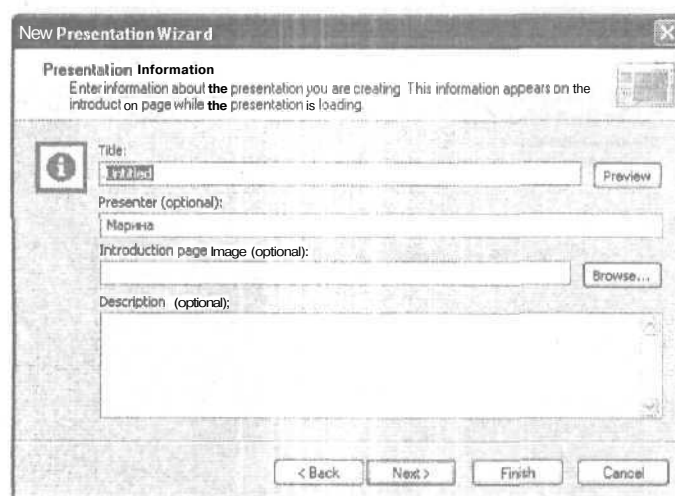 New Presentation Wizard
Presentation Information
Enter information about the presentation you are creating. This information appears on the
introduct on page while the presentation is loading.
Title:
Untitled
Preview
Presenter (optional):
Марина
Introduction page Image (optional):
Browse...
Description (optional);
< Back
Next >
Finish
Cancel